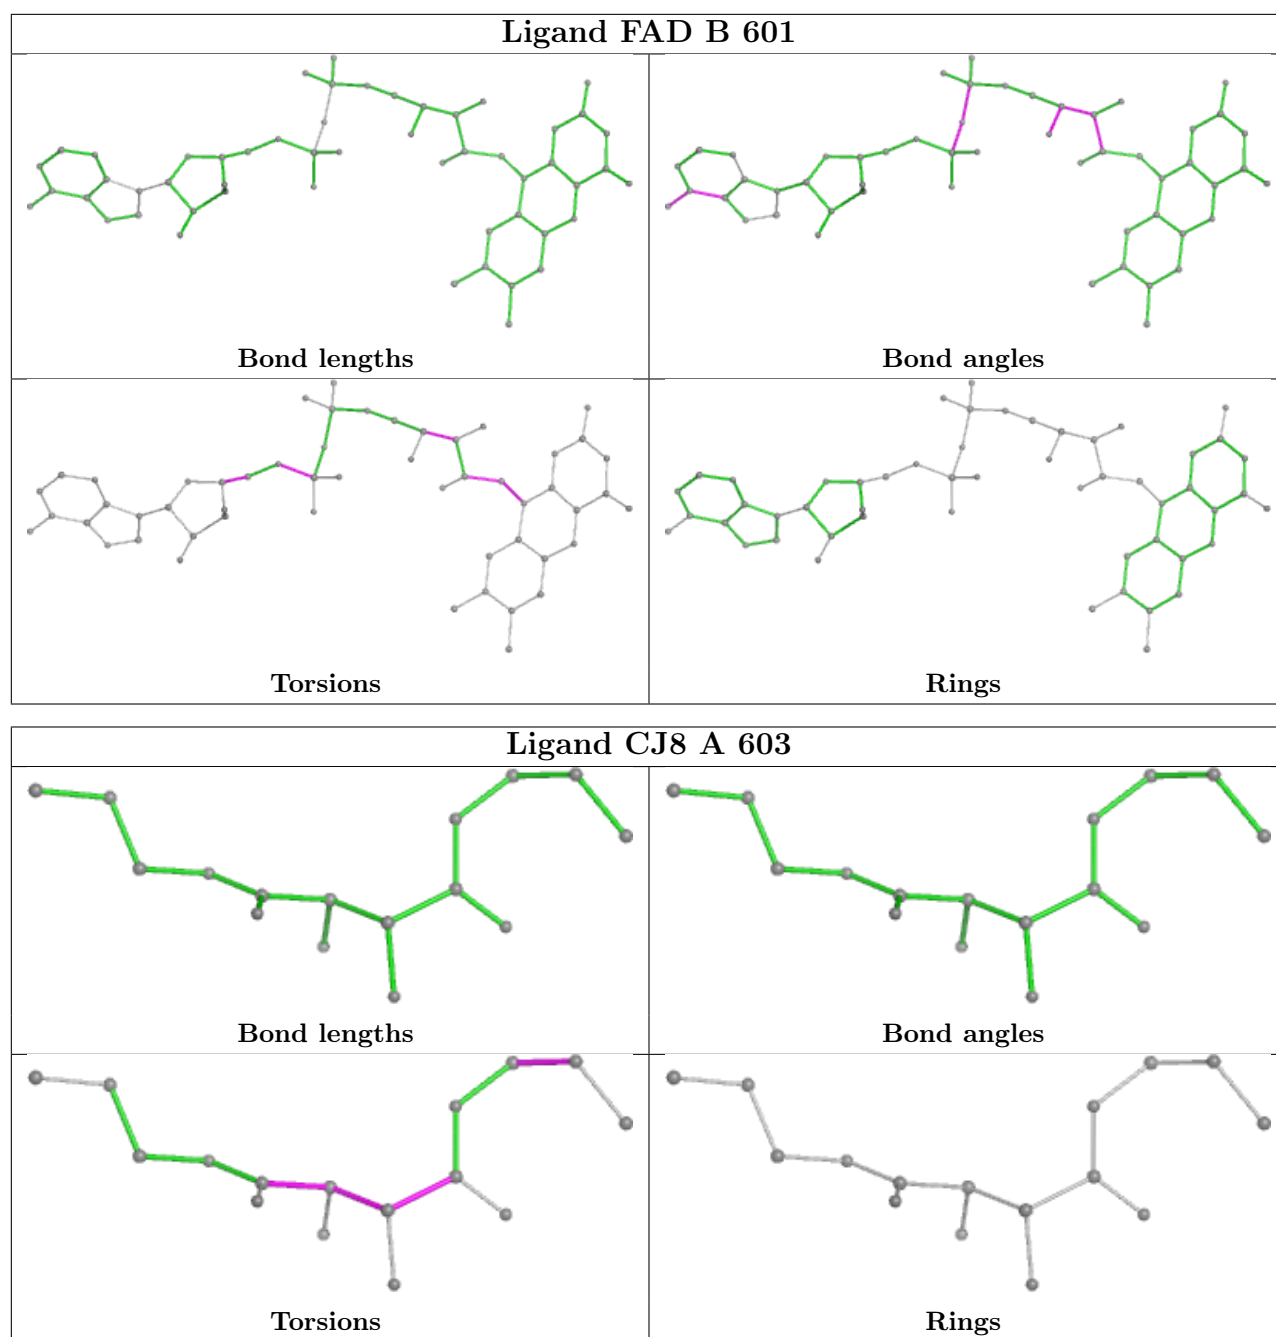 Ligand FAD B 601
Bond lengths
Bond angles
Torsions
Rings
Ligand CJ8 A 603
Bond lengths
Bond angles
Torsions
Rings